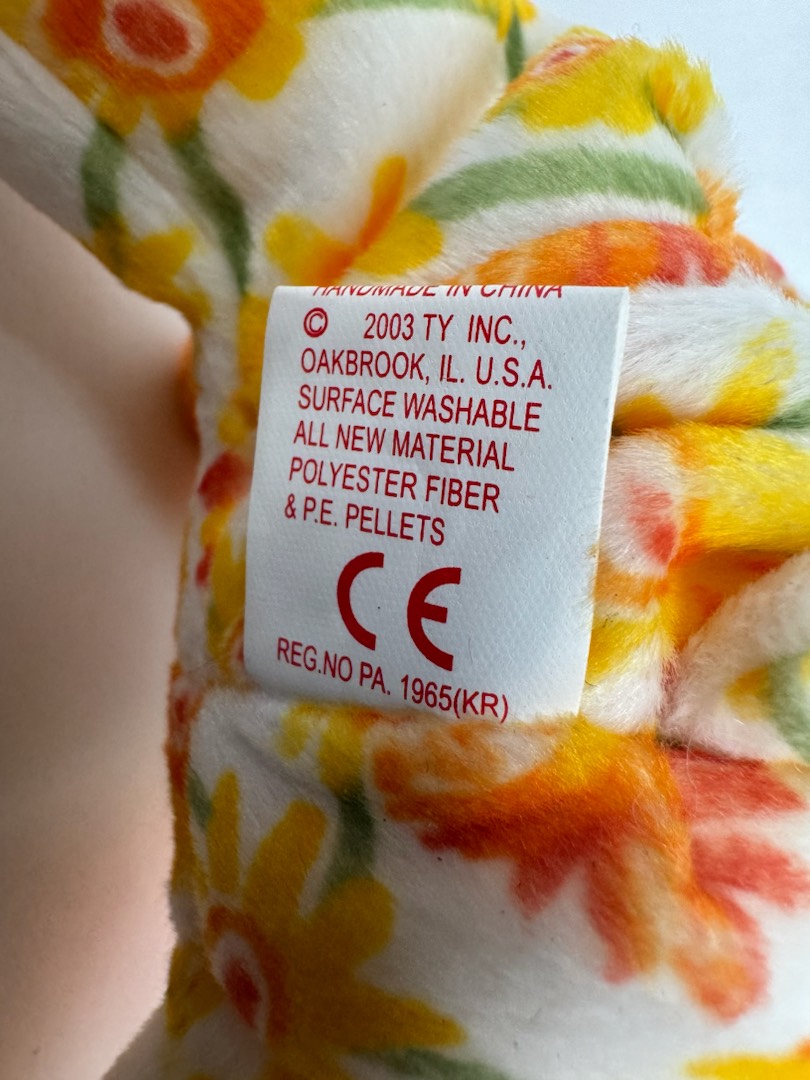 HANDMADE IN CHINA
© 2003 TY INC.,
OAKBROOK, IL. U.S.A.
SURFACE WASHABLE
ALL NEW MATERIAL
POLYESTER FIBER
& P.E. PELLETS
CE
REG.NO PA. 1965(KR)